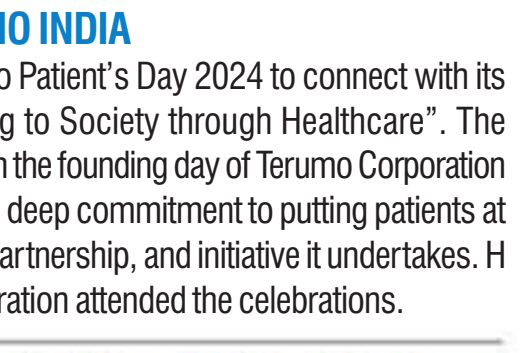 MO INDIA
o Patient’s Day 2024 to connect with its
g to Society through Healthcare”. The
n the founding day of Terumo Corporation
deep commitment to putting patients at
artnership, and initiative it undertakes. H
ration attended the celebrations.